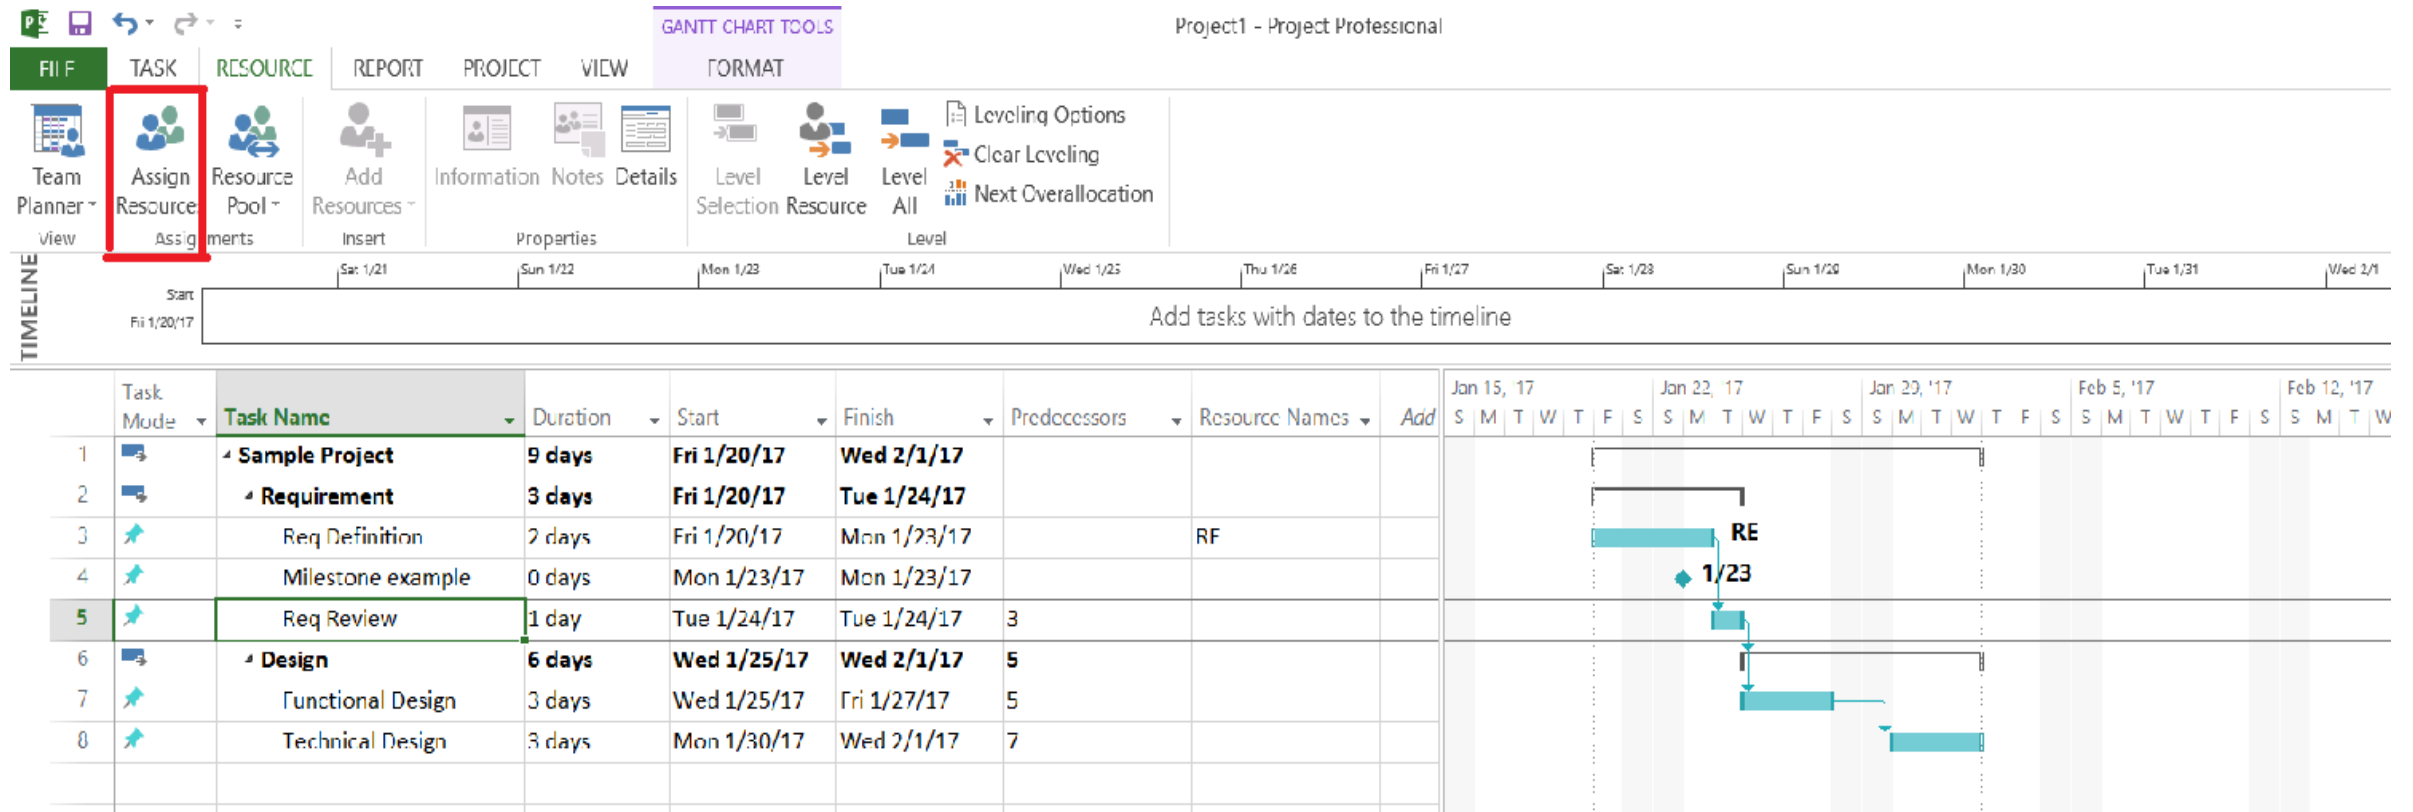 GANTT CHART TOOLS Project1 - Project Professional
FILE TASK RESOURCE REPORT PROJECT VIEW FORMAT
Leveling Options
Clear Leveling
Next Overallocation
Team Assign Resource Add Information Notes Details Level Level Level
Planner Resource Pool Resources Selection Resource All
View Assignments Insert Properties Level
TIMELINE
Sat 1/21 Sun 1/22 Mon 1/23 Tue 1/24 Wed 1/25 Thu 1/26 Fri 1/27 Sat 1/28 Sun 1/29 Mon 1/30 Tue 1/31 Wed 2/1
Start
Fri 1/20/17
Add tasks with dates to the timeline
Jan 15, '17 Jan 22, '17 Jan 29, '17 Feb 5, '17 Feb 12, '17
Task
Mode Task Name Duration Start Finish Predecessors Resource Names Add
S M T W T F S S M T W T F S S M T W T F S S M T W T F S S M T W
1 Sample Project 9 days Fri 1/20/17 Wed 2/1/17
2 Requirement 3 days Fri 1/20/17 Tue 1/24/17
3 Req Definition 2 days Fri 1/20/17 Mon 1/23/17 RE RE
4 Milestone example 0 days Mon 1/23/17 Mon 1/23/17 1/23
5 Req Review 1 day Tue 1/24/17 Tue 1/24/17 3
6 Design 6 days Wed 1/25/17 Wed 2/1/17 5
7 Functional Design 3 days Wed 1/25/17 Fri 1/27/17 5
8 Technical Design 3 days Mon 1/30/17 Wed 2/1/17 7